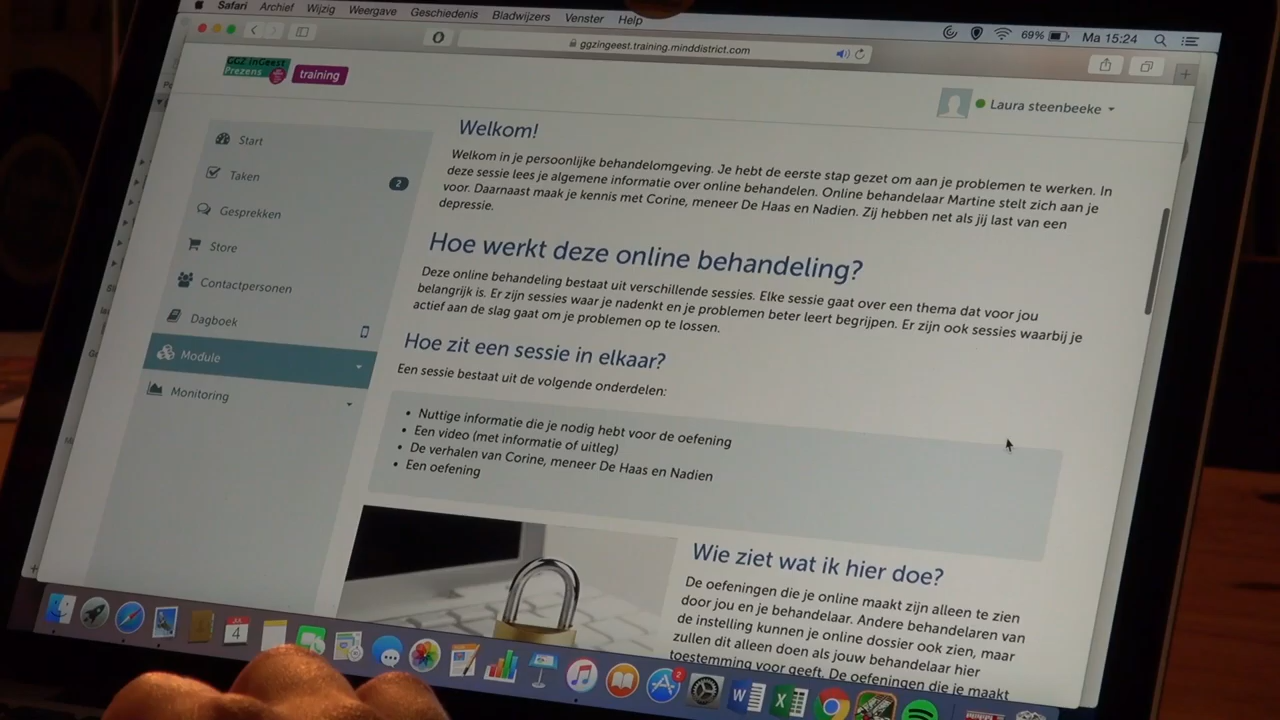 Safari Archief Wijzig Weergave Geschiedenis Bladwijzers Venster Help
69% Ma 15:24
ggzingeest.training.minddistrict.com
GGZ inGeest
Prezens
training
Laura steenbeeke
Start
Taken
2
Gesprekken
Store
Contactpersonen
Dagboek
Module
Monitoring
Welkom!
Welkom in je persoonlijke behandelomgeving. Je hebt de eerste stap gezet om aan je problemen te werken. In
deze sessie lees je algemene informatie over online behandelen. Online behandelaar Martine stelt zich aan je
voor. Daarnaast maak je kennis met Corine, meneer De Haas en Nadien. Zij hebben net als jij last van een
depressie.
Hoe werkt deze online behandeling?
Deze online behandeling bestaat uit verschillende sessies. Elke sessie gaat over een thema dat voor jou
belangrijk is. Er zijn sessies waar je nadenkt en je problemen beter leert begrijpen. Er zijn ook sessies waarbij je
actief aan de slag gaat om je problemen op te lossen.
Hoe zit een sessie in elkaar?
Een sessie bestaat uit de volgende onderdelen:
• Nuttige informatie die je nodig hebt voor de oefening
• Een video (met informatie of uitleg)
• De verhalen van Corine, meneer De Haas en Nadien
• Een oefening
Wie ziet wat ik hier doe?
De oefeningen die je online maakt zijn alleen te zien
door jou en je behandelaar. Andere behandelaren van
de instelling kunnen je online dossier ook zien, maar
zullen dit alleen doen als jouw behandelaar hier
toestemming voor geeft. De oefeningen die je maakt
JUL
4
2